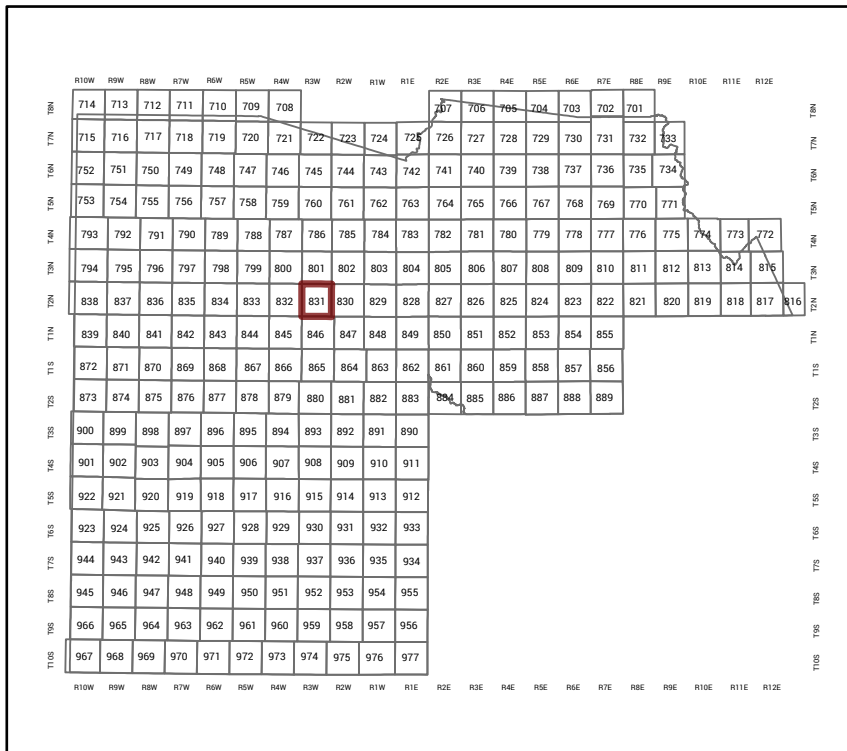 R10W R9W R8W R7W R6W R5W R4W R3W R2W R1W R1E R2E R3E R4E R5E R6E R7E R8E R9E R10E R11E R12E
T8N 714 713 712 711 710 709 708 707 706 705 704 703 702 701 T8N
T7N 715 716 717 718 719 720 721 722 723 724 725 726 727 728 729 730 731 732 733 T7N
T6N 752 751 750 749 748 747 746 745 744 743 742 741 740 739 738 737 736 735 734 T6N
T5N 753 754 755 756 757 758 759 760 761 762 763 764 765 766 767 768 769 770 771 T5N
T4N 793 792 791 790 789 788 787 786 785 784 783 782 781 780 779 778 777 776 775 774 773 772 T4N
T3N 794 795 796 797 798 799 800 801 802 803 804 805 806 807 808 809 810 811 812 813 814 815 T3N
T2N 838 837 836 835 834 833 832 831 830 829 828 827 826 825 824 823 822 821 820 819 818 817 816 T2N
T1N 839 840 841 842 843 844 845 846 847 848 849 850 851 852 853 854 855 T1N
T1S 872 871 870 869 868 867 866 865 864 863 862 861 860 859 858 857 856 T1S
T2S 873 874 875 876 877 878 879 880 881 882 883 884 885 886 887 888 889 T2S
T3S 900 899 898 897 896 895 894 893 892 891 890 T3S
T4S 901 902 903 904 905 906 907 908 909 910 911 T4S
T5S 922 921 920 919 918 917 916 915 914 913 912 T5S
T6S 923 924 925 926 927 928 929 930 931 932 933 T6S
T7S 944 943 942 941 940 939 938 937 936 935 934 T7S
T8S 945 946 947 948 949 950 951 952 953 954 955 T8S
T9S 966 965 964 963 962 961 960 959 958 957 956 T9S
T10S 967 968 969 970 971 972 973 974 975 976 977 T10S
R10W R9W R8W R7W R6W R5W R4W R3W R2W R1W R1E R2E R3E R4E R5E R6E R7E R8E R9E R10E R11E R12E